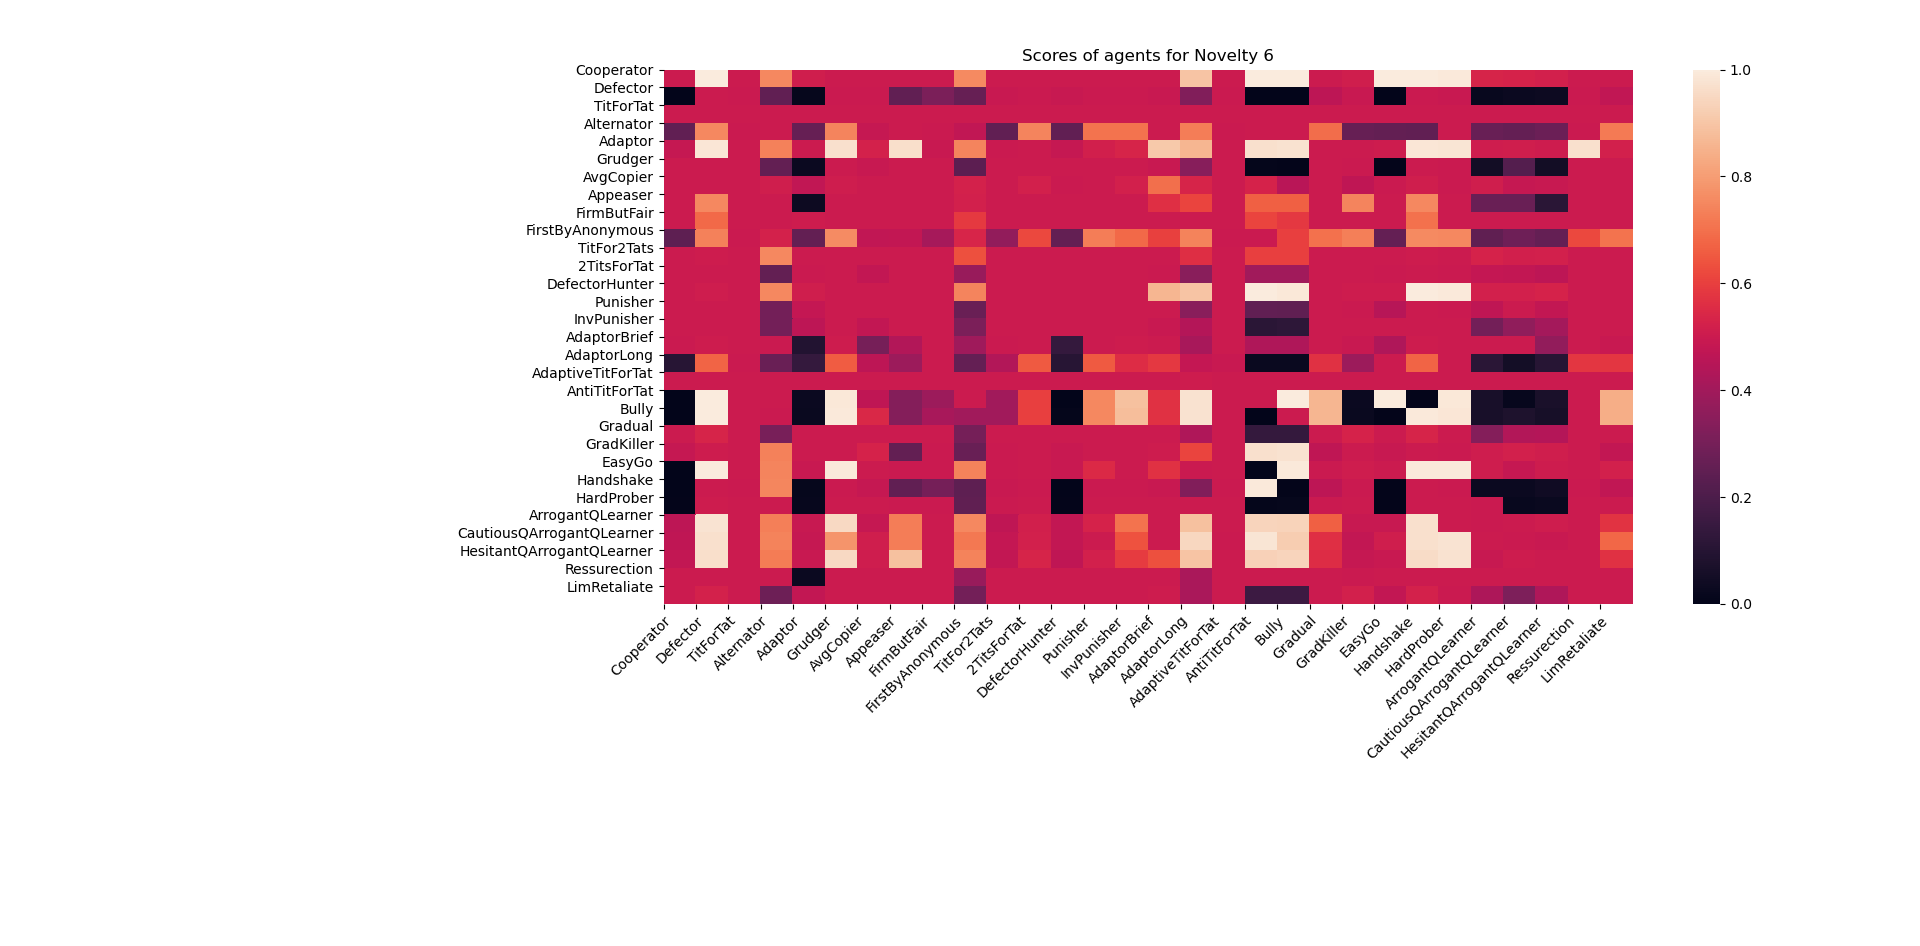 Scores of agents for Novelty 6
Cooperator
Defector
TitForTat
Alternator
Adaptor
Grudger
AvgCopier
Appeaser
FirmButFair
FirstByAnonymous
TitFor2Tats
2TitsForTat
DefectorHunter
Punisher
InvPunisher
AdaptorBrief
AdaptorLong
AdaptiveTitForTat
AntiTitForTat
Bully
Gradual
GradKiller
EasyGo
Handshake
HardProber
ArrogantQLearner
CautiousQArrogantQLearner
HesitantQArrogantQLearner
Ressurection
LimRetaliate
Cooperator
Defector
TitForTat
Alternator
Adaptor
Grudger
AvgCopier
Appeaser
FirmButFair
FirstByAnonymous
TitFor2Tats
2TitsForTat
DefectorHunter
Punisher
InvPunisher
AdaptorBrief
AdaptorLong
AdaptiveTitForTat
AntiTitForTat
Bully
Gradual
GradKiller
EasyGo
Handshake
HardProber
ArrogantQLearner
CautiousQArrogantQLearner
HesitantQArrogantQLearner
Ressurection
LimRetaliate
1.0
0.8
0.6
0.4
0.2
0.0